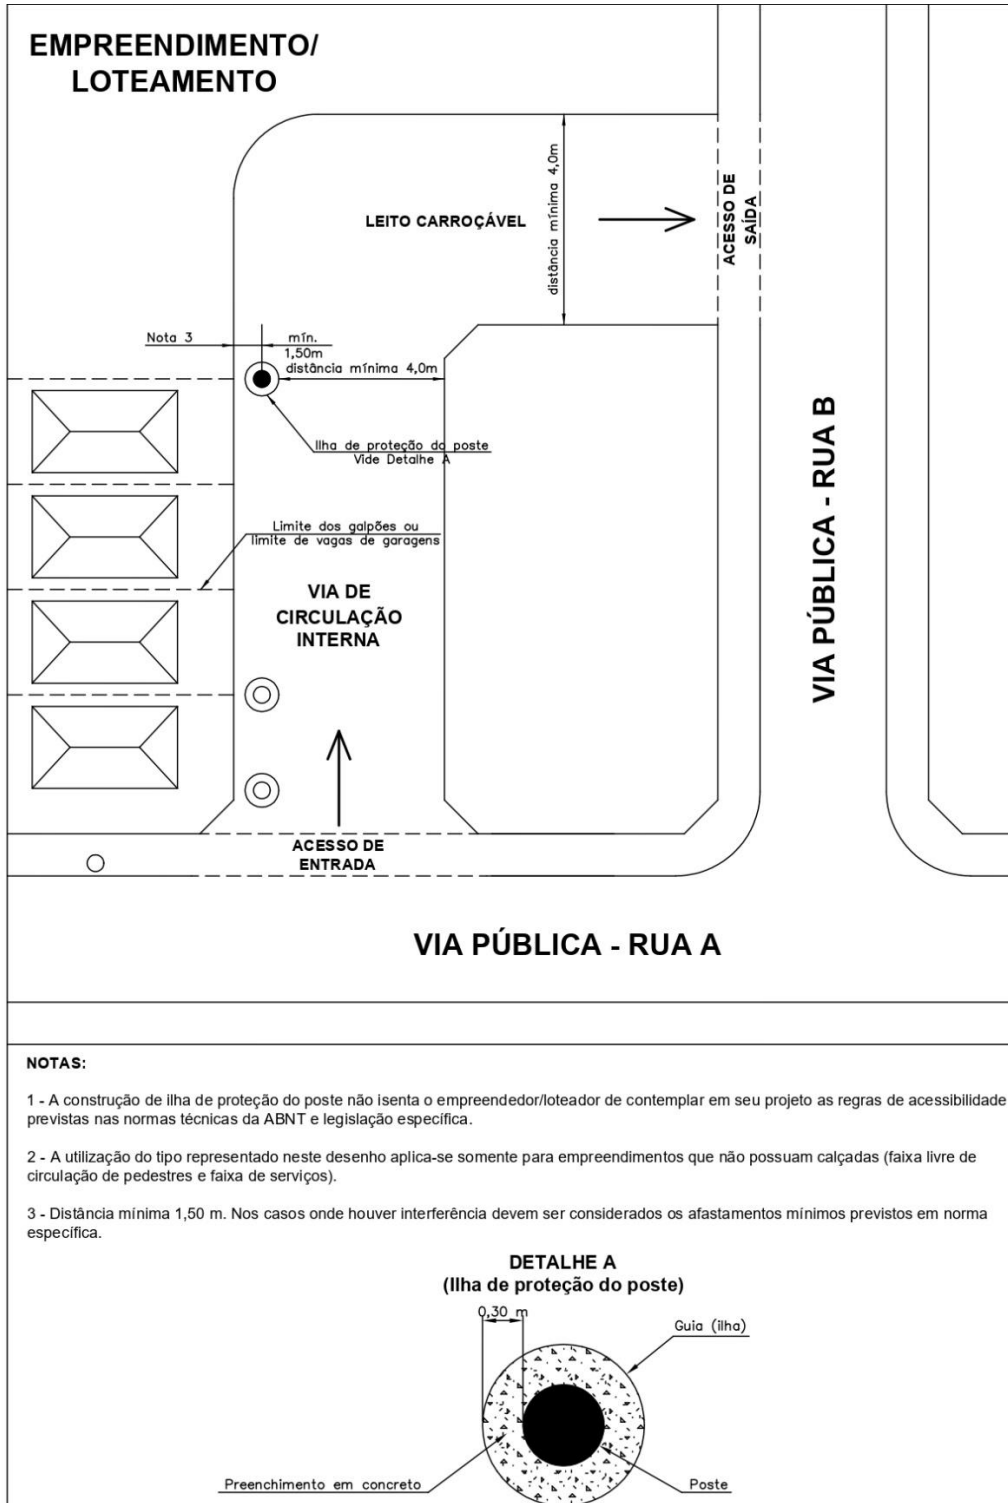 EMPREENDIMENTO/
LOTEAMENTO
distância mínima 4,0m
LEITO CARROÇÁVEL
ACESSO DE
SAÍDA
Nota 3
mín.
1,50m
distância mínima 4,0m
Ilha de proteção do poste
Vide Detalhe A
Limite dos galpões ou
limite de vagas de garagens
VIA DE
CIRCULAÇÃO
INTERNA
VIA PÚBLICA - RUA B
ACESSO DE
ENTRADA
VIA PÚBLICA - RUA A
NOTAS:
1 - A construção de ilha de proteção do poste não isenta o empreendedor/loteador de contemplar em seu projeto as regras de acessibilidade
previstas nas normas técnicas da ABNT e legislação específica.
2 - A utilização do tipo representado neste desenho aplica-se somente para empreendimentos que não possuam calçadas (faixa livre de
circulação de pedestres e faixa de serviços).
3 - Distância mínima 1,50 m. Nos casos onde houver interferência devem ser considerados os afastamentos mínimos previstos em norma
específica.
DETALHE A
(Ilha de proteção do poste)
0,30 m
Guia (ilha)
Preenchimento em concreto
Poste